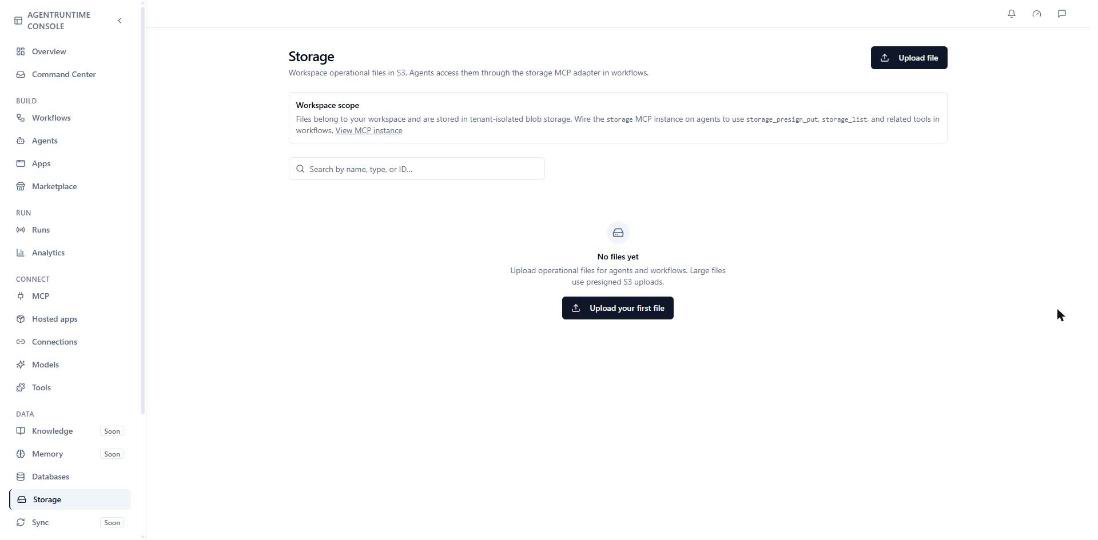 AGENTRUNTIME
CONSOLE
Overview
Command Center
BUILD
Workflows
Agents
Apps
Marketplace
RUN
Runs
Analytics
CONNECT
MCP
Hosted apps
Connections
Models
Tools
DATA
Knowledge Soon
Memory Soon
Databases
Storage
Sync Soon
Storage
Workspace operational files in S3. Agents access them through the storage MCP adapter in workflows.
Upload file
Workspace scope
Files belong to your workspace and are stored in tenant-isolated blob storage. Wire the storage MCP instance on agents to use storage_presign_put, storage_list, and related tools in
workflows. View MCP instance
Search by name, type, or ID...
No files yet
Upload operational files for agents and workflows. Large files
use presigned S3 uploads.
Upload your first file